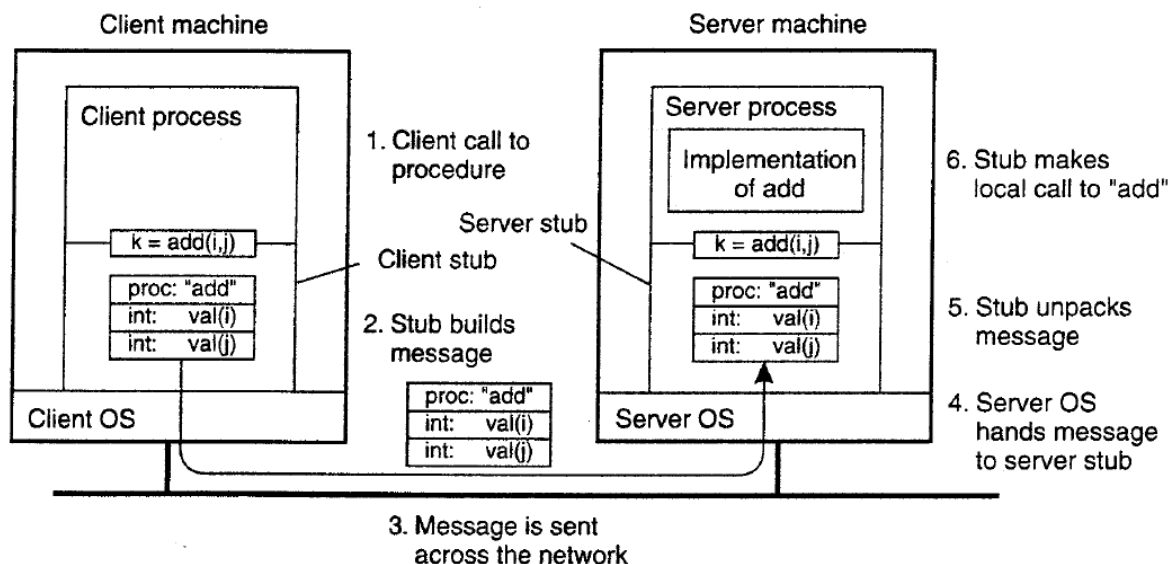 Client machine
Server machine
Client process
1. Client call to
procedure
Server process
Implementation
of add
6. Stub makes
local call to "add"
Server stub
k = add(i,j)
k = add(i,j)
Client stub
proc: "add"
int: val(i)
int: val(j)
2. Stub builds
message
proc: "add"
int: val(i)
int: val(j)
5. Stub unpacks
message
proc: "add"
int: val(i)
int: val(j)
Client OS
Server OS
4. Server OS
hands message
to server stub
3. Message is sent
across the network